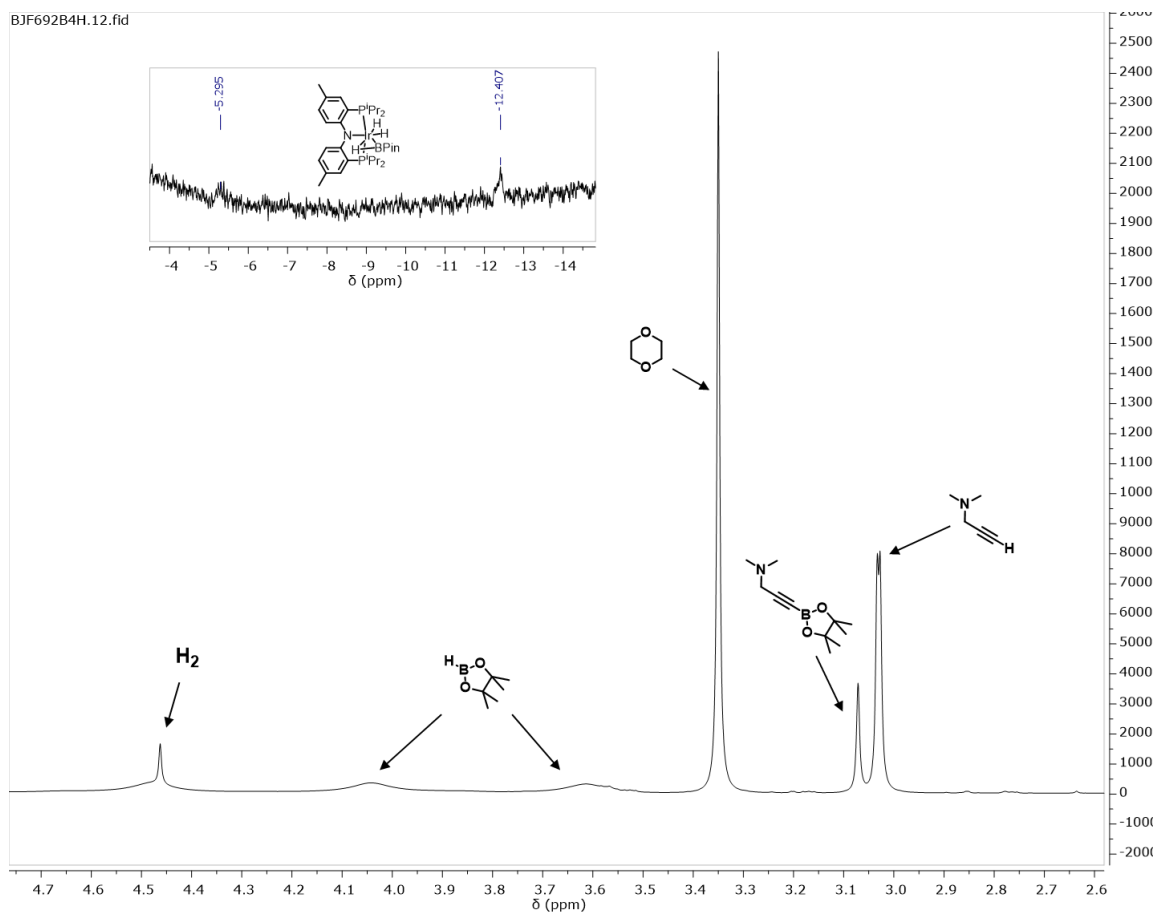 BJF692B4H.12.fid
-5.295
-12.407
PⁱPr₂
H
N
Ir
H
H
BPin
PⁱPr₂
-4 -5 -6 -7 -8 -9 -10 -11 -12 -13 -14
δ (ppm)
O
O
N
H
N
B
O
O
H₂
H
B
O
O
2500
2400
2300
2200
2100
2000
1900
1800
1700
1600
1500
1400
1300
1200
1100
1000
9000
8000
7000
6000
5000
4000
3000
2000
1000
0
-1000
-2000
4.7 4.6 4.5 4.4 4.3 4.2 4.1 4.0 3.9 3.8 3.7 3.6 3.5 3.4 3.3 3.2 3.1 3.0 2.9 2.8 2.7 2.6
δ (ppm)